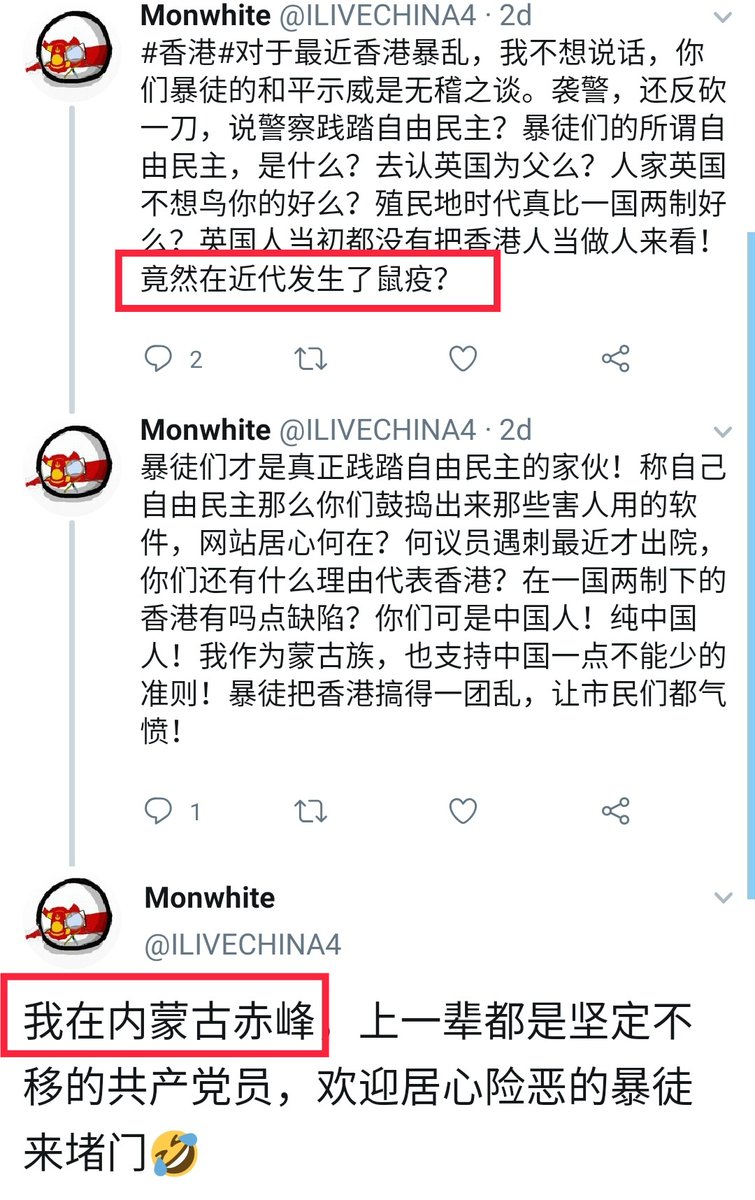 Monwhite @ILIVECHINA4 · 2d
#香港#对于最近香港暴乱，我不想说话，你
们暴徒的和平示威是无稽之谈。袭警，还反砍
一刀，说警察践踏自由民主？暴徒们的所谓自
由民主，是什么？去认英国为父么？人家英国
不想鸟你的好么？殖民地时代真比一国两制好
么？英国人当初都没有把香港人当做人来看！
竟然在近代发生了鼠疫？
2
Monwhite @ILIVECHINA4 · 2d
暴徒们才是真正践踏自由民主的家伙！称自己
自由民主那么你们鼓捣出来那些害人用的软
件，网站居心何在？何议员遇刺最近才出院，
你们还有什么理由代表香港？在一国两制下的
香港有吗点缺陷？你们可是中国人！纯中国
人！我作为蒙古族，也支持中国一点不能少的
准则！暴徒把香港搞得一团乱，让市民们都气
愤！
1
Monwhite
@ILIVECHINA4
我在内蒙古赤峰，上一辈都是坚定不
移的共产党员，欢迎居心险恶的暴徒
来堵门🤣